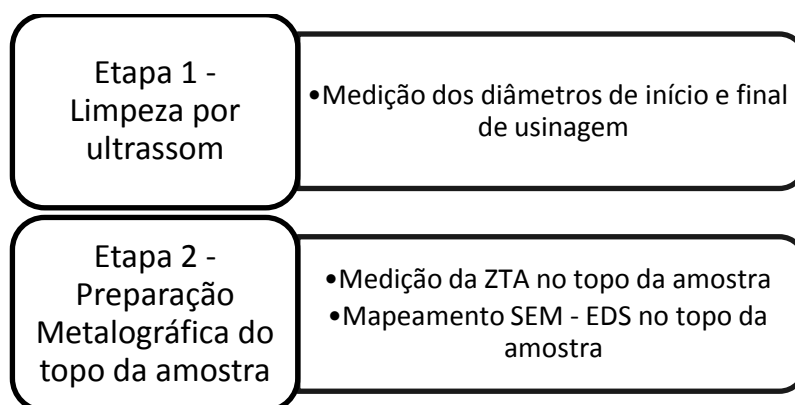 Etapa 1 -
Limpeza por
ultrassom
•Medição dos diâmetros de início e final
de usinagem
Etapa 2 -
Preparação
Metalográfica do
topo da amostra
•Medição da ZTA no topo da amostra
•Mapeamento SEM - EDS no topo da
amostra